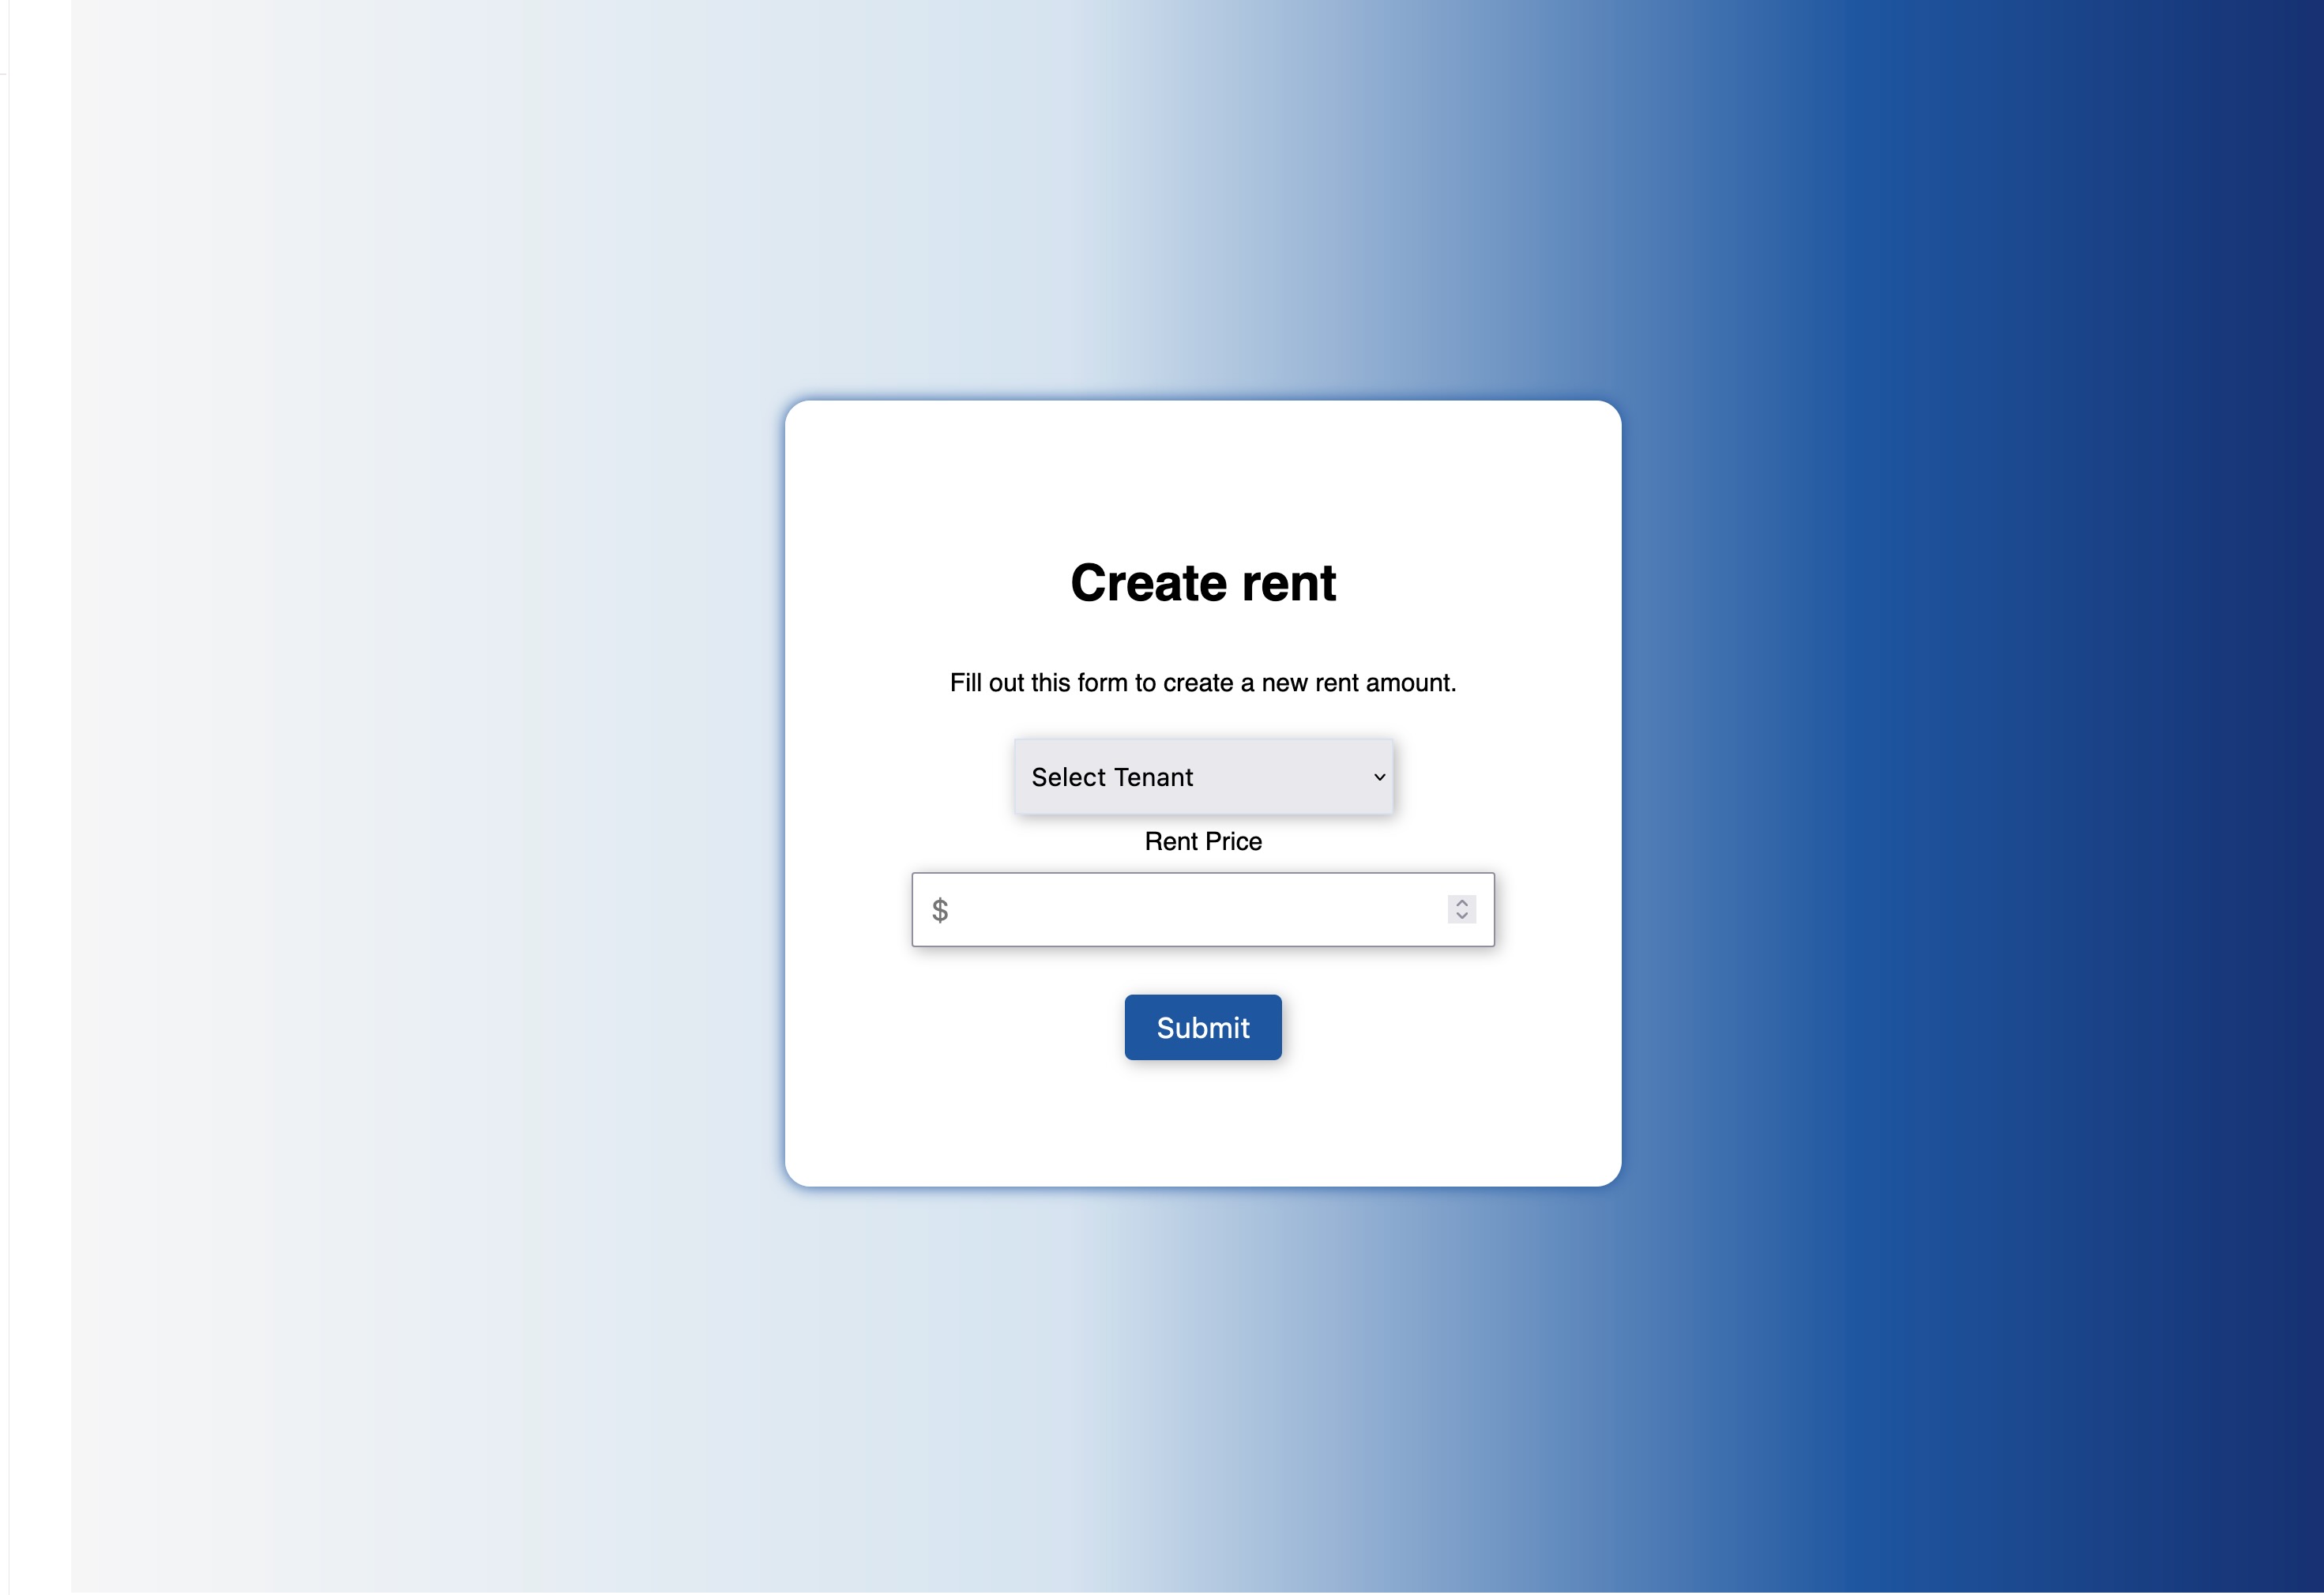 Create rent
Fill out this form to create a new rent amount.
Select Tenant
Rent Price
$
Submit